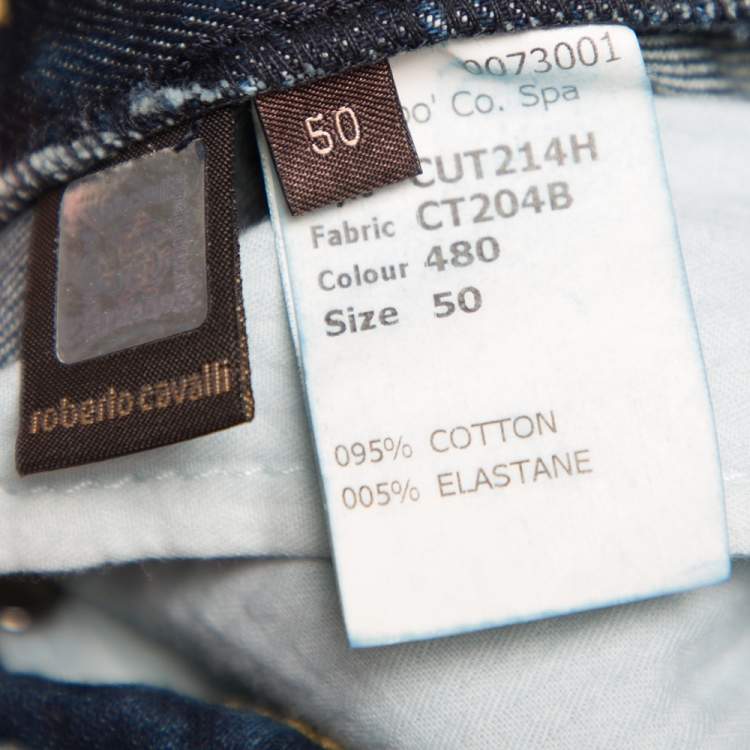 50
roberto cavalli
0073001
Co. Spa
CUT214H
Fabric CT204B
Colour 480
Size 50
095% COTTON
005% ELASTANE